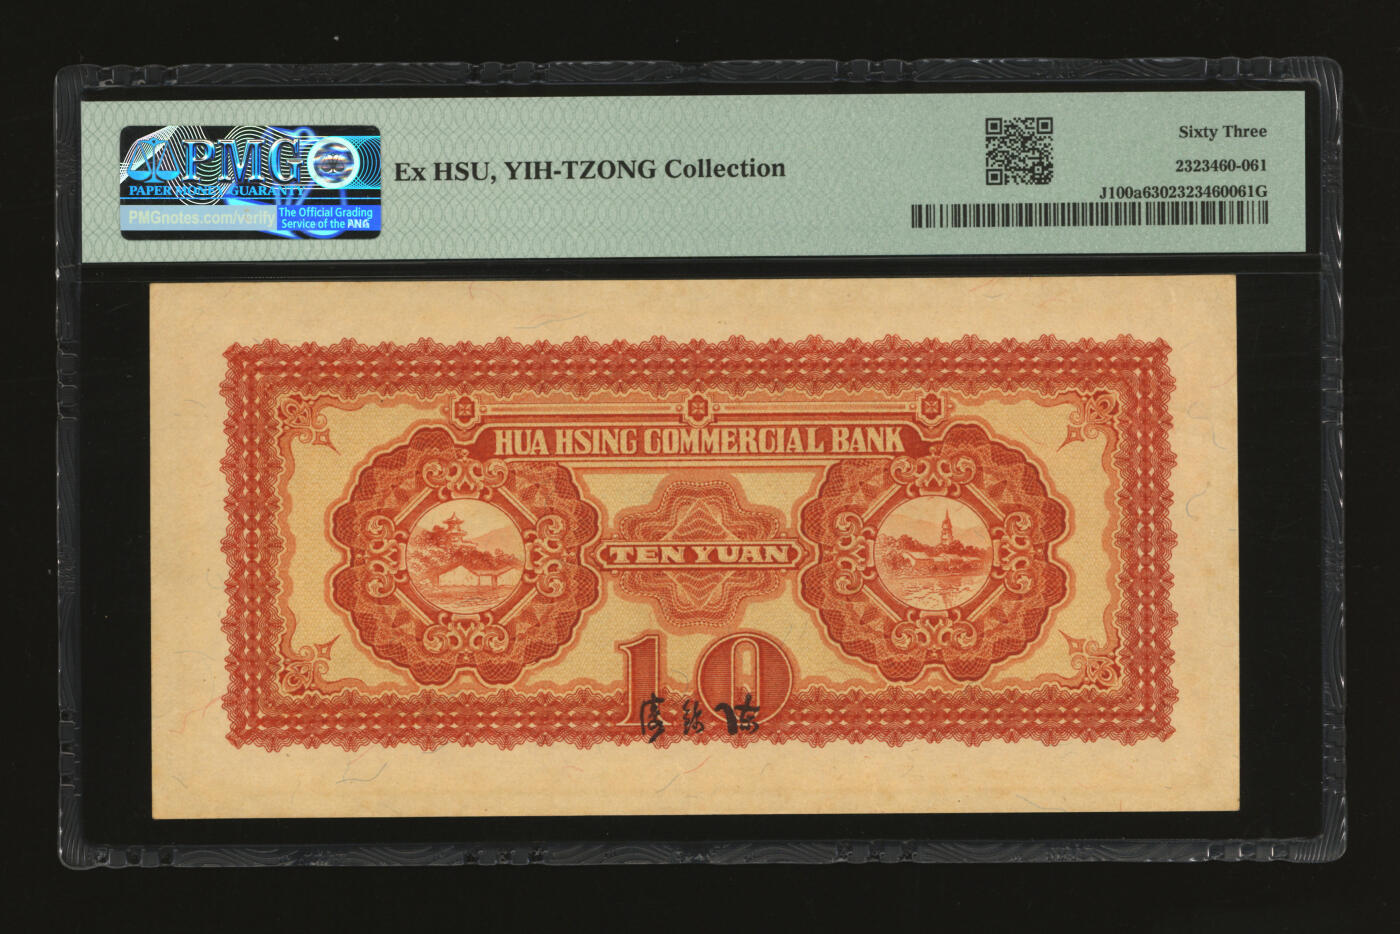 PMG
PAPER MONEY GUARANTY
PMGnotes.com/verify
The Official Grading
Service of the PNG
Ex HSU, YIH-TZONG Collection
Sixty Three
2323460-061
J100a6302323460061G
HUA HSING COMMERCIAL BANK
TEN YUAN
10